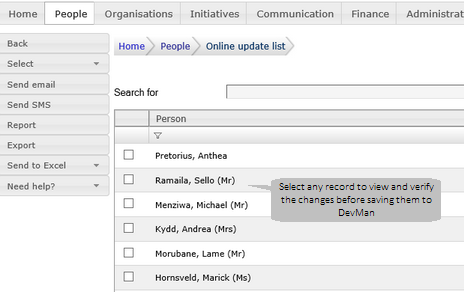 Home People Organisations Initiatives Communication Finance Administrat
Back
Select
Send email
Send SMS
Report
Export
Send to Excel
Need help?
Home People Online update list
Search for
Person
Pretorius, Anthea
Ramaila, Sello (Mr)
Menziwa, Michael (Mr)
Kydd, Andrea (Mrs)
Morubane, Lame (Mr)
Hornsveld, Marick (Ms)
Select any record to view and verify
the changes before saving them to
DevMan